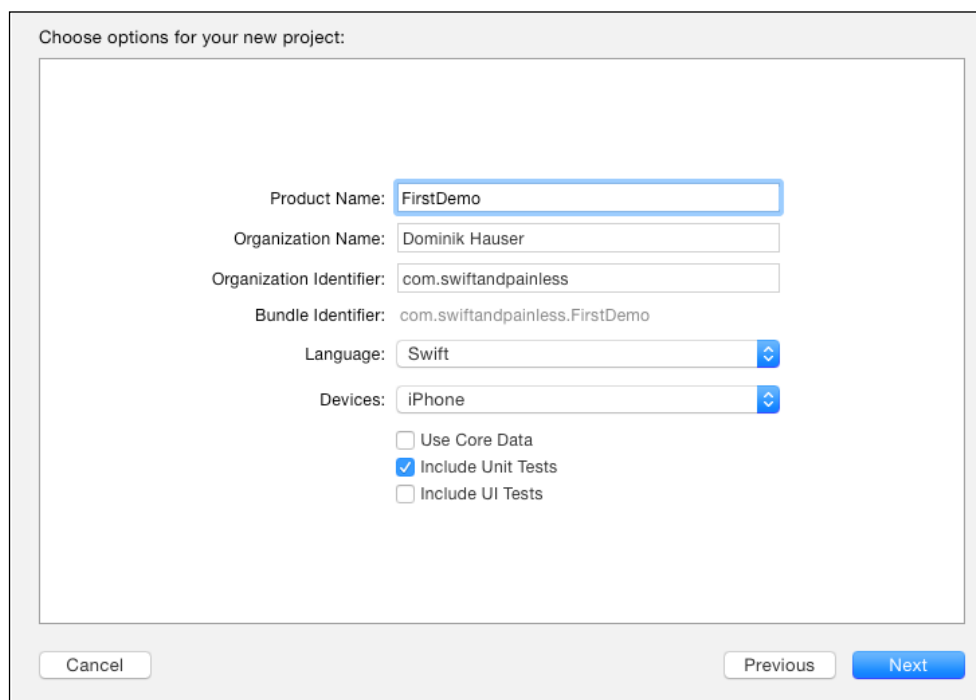 Choose options for your new project:
Product Name: FirstDemo
Organization Name: Dominik Hauser
Organization Identifier: com.swiftandpainless
Bundle Identifier: com.swiftandpainless.FirstDemo
Language: Swift
Devices: iPhone
Use Core Data
Include Unit Tests
Include UI Tests
Cancel Previous Next